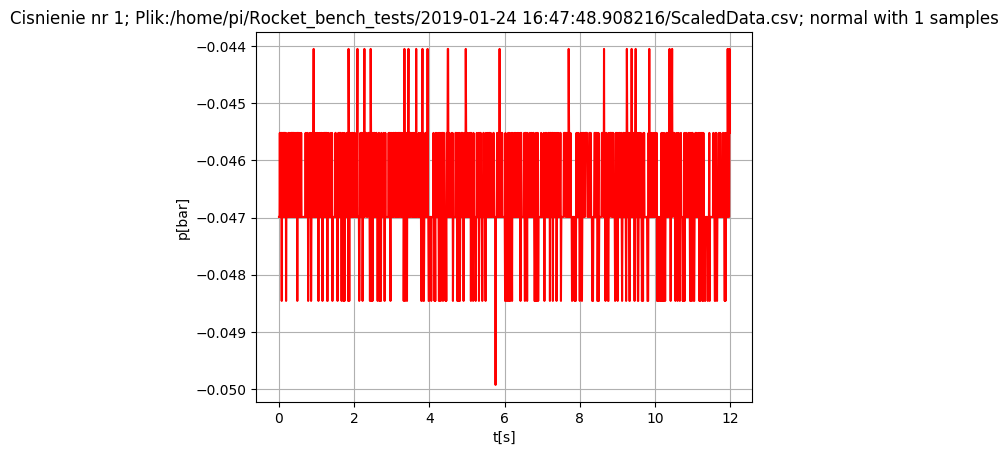 Cisnienie nr 1; Plik:/home/pi/Rocket_bench_tests/2019-01-24 16:47:48.908216/ScaledData.csv; normal with 1 samples
−0.044
−0.045
−0.046
−0.047
−0.048
−0.049
−0.050
p[bar]
0 2 4 6 8 10 12
t[s]